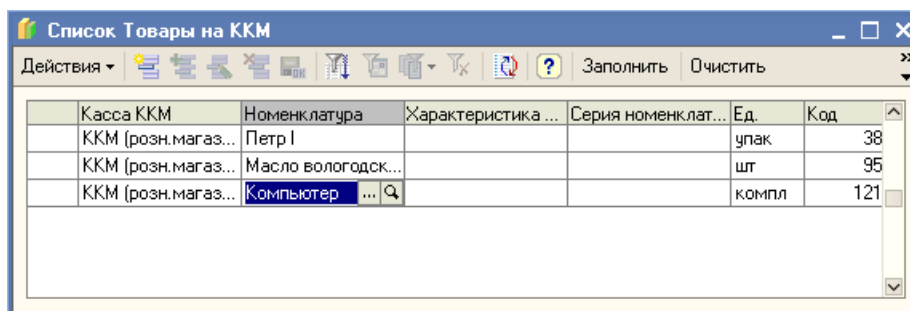 Список Товары на ККМ
Действия Заполнить Очистить
Касса ККМ Номенклатура Характеристика ... Серия номенклат... Ед. Код
ККМ (розн.магаз... Петр I упак 38
ККМ (розн.магаз... Масло вологодск... шт 95
ККМ (розн.магаз... Компьютер ... компл 121